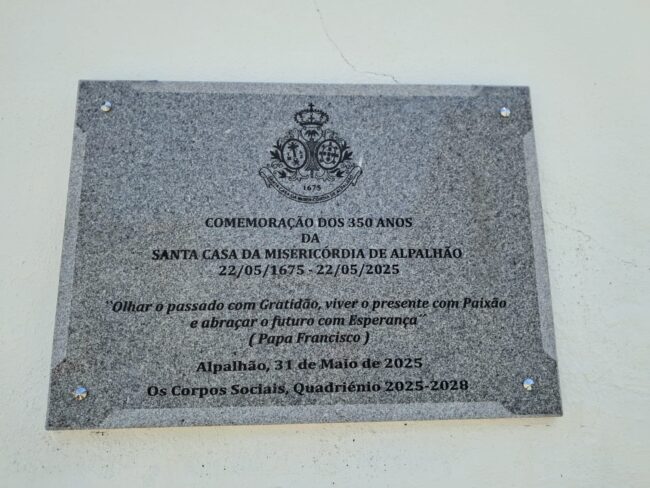 1675
COMEMORAÇÃO DOS 350 ANOS
DA
SANTA CASA DA MISERICÓRDIA DE ALPALHÃO
22/05/1675 - 22/05/2025
¨Olhar o passado com Gratidão, viver o presente com Paixão
e abraçar o futuro com Esperança¨
( Papa Francisco )
Alpalhão, 31 de Maio de 2025
Os Corpos Sociais, Quadriénio 2025-2028